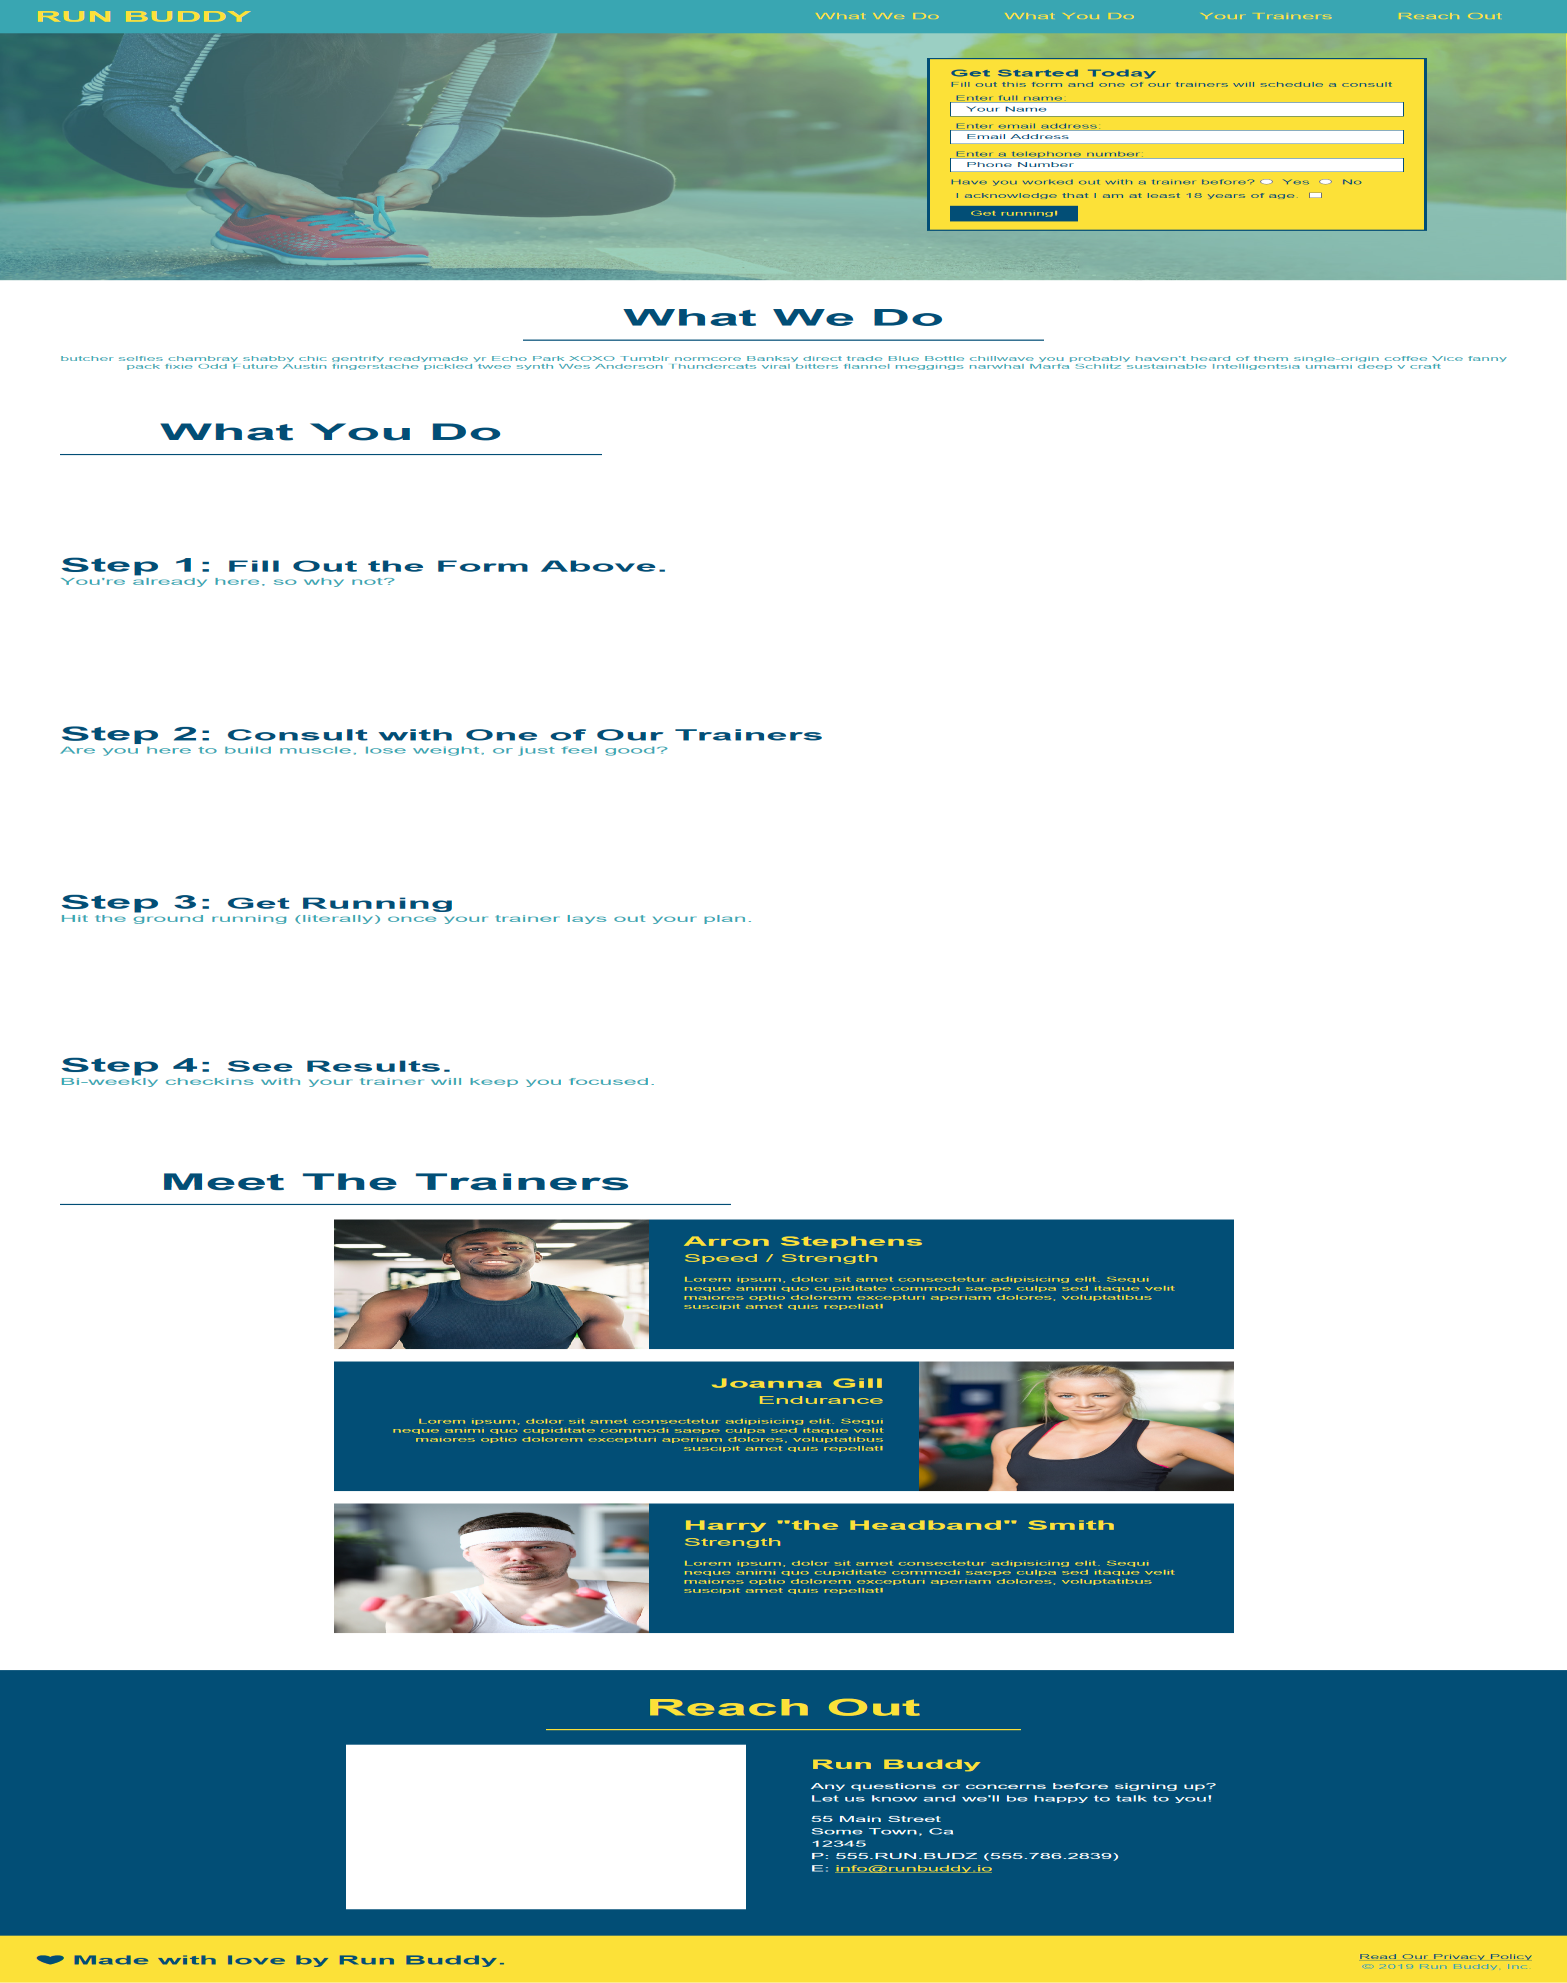 RUN BUDDY
What We Do
What You Do
Your Trainers
Reach Out
Get Started Today
Fill out this form and one of our trainers will schedule a consult
Enter full name:
Your Name
Enter email address:
Email Address
Enter a telephone number:
Phone Number
Have you worked out with a trainer before? Yes No
I acknowledge that I am at least 18 years of age.
Get running!
What We Do
butcher selfies chambray shabby chic gentrify readymade yr Echo Park XOXO Tumblr normcore Banksy direct trade Blue Bottle chillwave you probably haven't heard of them single-origin coffee Vice fanny
pack fixie Odd Future Austin fingerstache pickled twee synth Wes Anderson Thundercats viral bitters flannel meggings narwhal Marfa Schlitz sustainable Intelligentsia umami deep v craft
What You Do
Step 1: Fill Out the Form Above.
You're already here, so why not?
Step 2: Consult with One of Our Trainers
Are you here to build muscle, lose weight, or just feel good?
Step 3: Get Running
Hit the ground running (literally) once your trainer lays out your plan.
Step 4: See Results.
Bi-weekly checkins with your trainer will keep you focused.
Meet The Trainers
Arron Stephens
Speed / Strength
Lorem ipsum, dolor sit amet consectetur adipisicing elit. Sequi
neque animi quo cupiditate commodi saepe culpa sed itaque velit
maiores optio dolorem excepturi aperiam dolores, voluptatibus
suscipit amet quis repellat!
Joanna Gill
Endurance
Lorem ipsum, dolor sit amet consectetur adipisicing elit. Sequi
neque animi quo cupiditate commodi saepe culpa sed itaque velit
maiores optio dolorem excepturi aperiam dolores, voluptatibus
suscipit amet quis repellat!
Harry "the Headband" Smith
Strength
Lorem ipsum, dolor sit amet consectetur adipisicing elit. Sequi
neque animi quo cupiditate commodi saepe culpa sed itaque velit
maiores optio dolorem excepturi aperiam dolores, voluptatibus
suscipit amet quis repellat!
Reach Out
Run Buddy
Any questions or concerns before signing up?
Let us know and we'll be happy to talk to you!
55 Main Street
Some Town, Ca
12345
P: 555.RUN.BUDZ (555.786.2839)
E: info@runbuddy.io
Made with love by Run Buddy.
Read Our Privacy Policy
© 2019 Run Buddy, Inc.